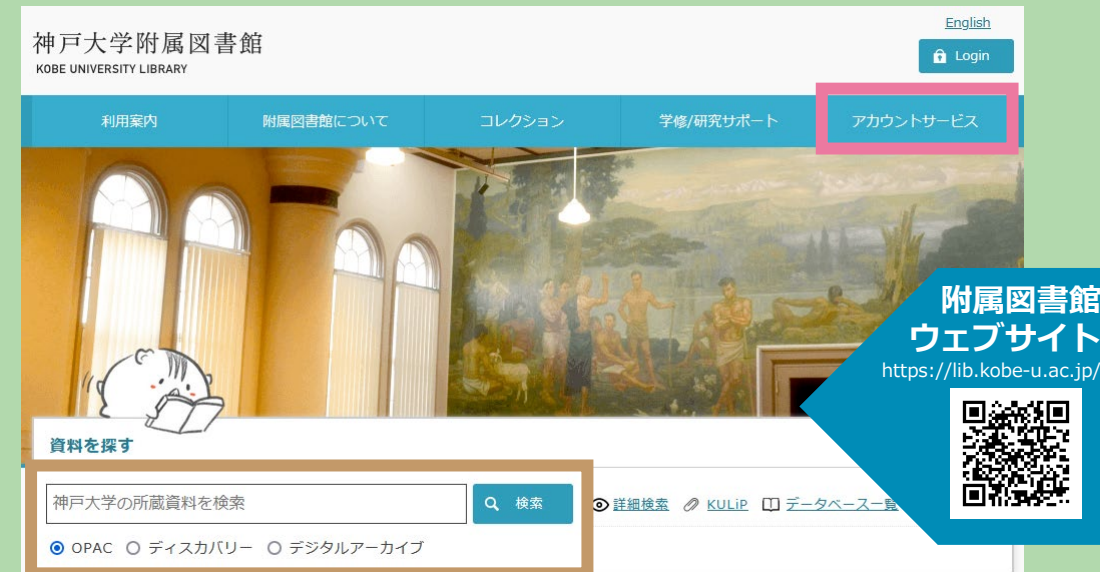 神戸大学附属図書館
KOBE UNIVERSITY LIBRARY
English
Login
利用案内
附属図書館について
コレクション
学修/研究サポート
アカウントサービス
附属図書館
ウェブサイト
https://lib.kobe-u.ac.jp/
資料を探す
神戸大学の所蔵資料を検索
検索
詳細検索
KULiP
データベース一覧
OPAC
ディスカバリー
デジタルアーカイブ